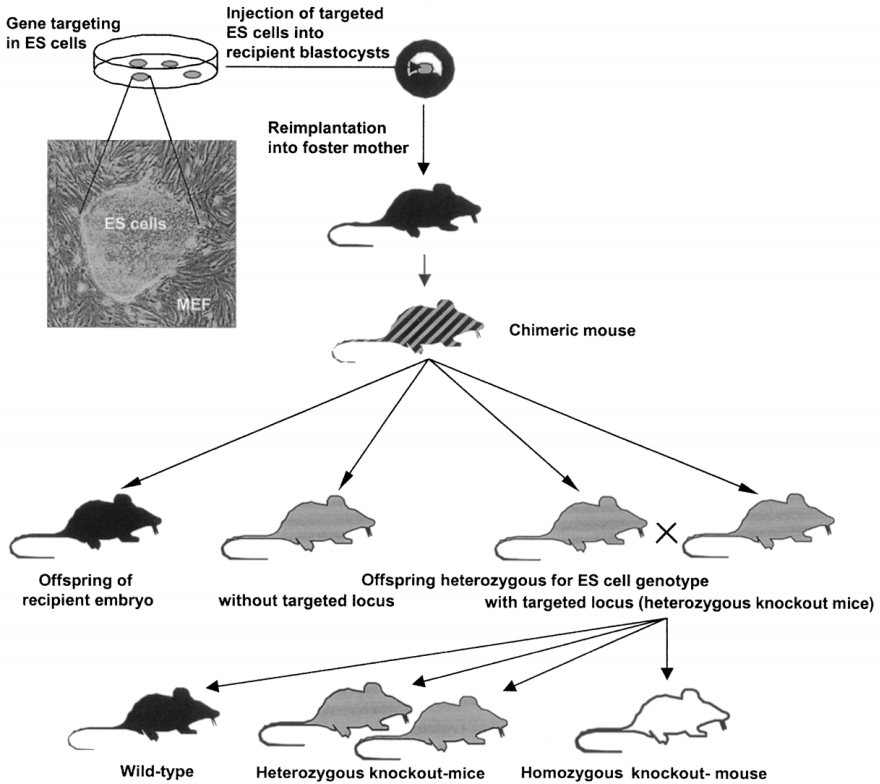 Gene targeting
in ES cells
Injection of targeted
ES cells into
recipient blastocysts
Reimplantation
into foster mother
ES cells
MEF
Chimeric mouse
Offspring of
recipient embryo
Offspring heterozygous for ES cell genotype
without targeted locus
with targeted locus (heterozygous knockout mice)
Wild-type
Heterozygous knockout-mice
Homozygous knockout- mouse